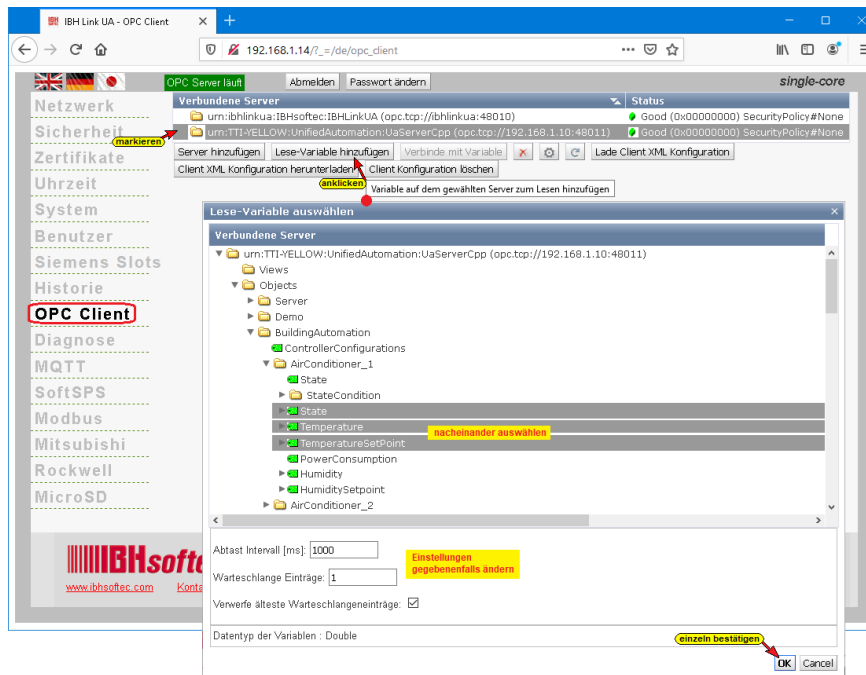 IBH Link UA - OPC Client
192.168.1.14/?_=/de/opc_client
OPC Server läuft
Abmelden
Passwort ändern
single-core
Netzwerk
Sicherheit
Zertifikate
Uhrzeit
System
Benutzer
Siemens Slots
Historie
OPC Client
Diagnose
MQTT
SoftSPS
Modbus
Mitsubishi
Rockwell
MicroSD
Verbundene Server
Status
urn:ibhlinkua:IBHsoftec:IBHLinkUA (opc.tcp://ibhlinkua:48010)
Good (0x00000000) SecurityPolicy#None
urn:TTI-YELLOW:UnifiedAutomation:UaServerCpp (opc.tcp://192.168.1.10:48011)
Good (0x00000000) SecurityPolicy#None
markieren
Server hinzufügen
Lese-Variable hinzufügen
Verbinde mit Variable
Lade Client XML Konfiguration
Client XML Konfiguration herunterladen
Client Konfiguration löschen
anklicken
Variable auf dem gewählten Server zum Lesen hinzufügen
Lese-Variable auswählen
Verbundene Server
urn:TTI-YELLOW:UnifiedAutomation:UaServerCpp (opc.tcp://192.168.1.10:48011)
Views
Objects
Server
Demo
BuildingAutomation
ControllerConfigurations
AirConditioner_1
State
StateCondition
State
Temperature
nacheinander auswählen
TemperatureSetPoint
PowerConsumption
Humidity
HumiditySetpoint
AirConditioner_2
Abtast Intervall [ms]: 1000
Einstellungen
gegebenenfalls ändern
Warteschlange Einträge: 1
Verwerfe älteste Warteschlangeneinträge:
Datentyp der Variablen : Double
einzeln bestätigen
OK
Cancel
IBHsofte
www.ibhsoftec.com
Konta